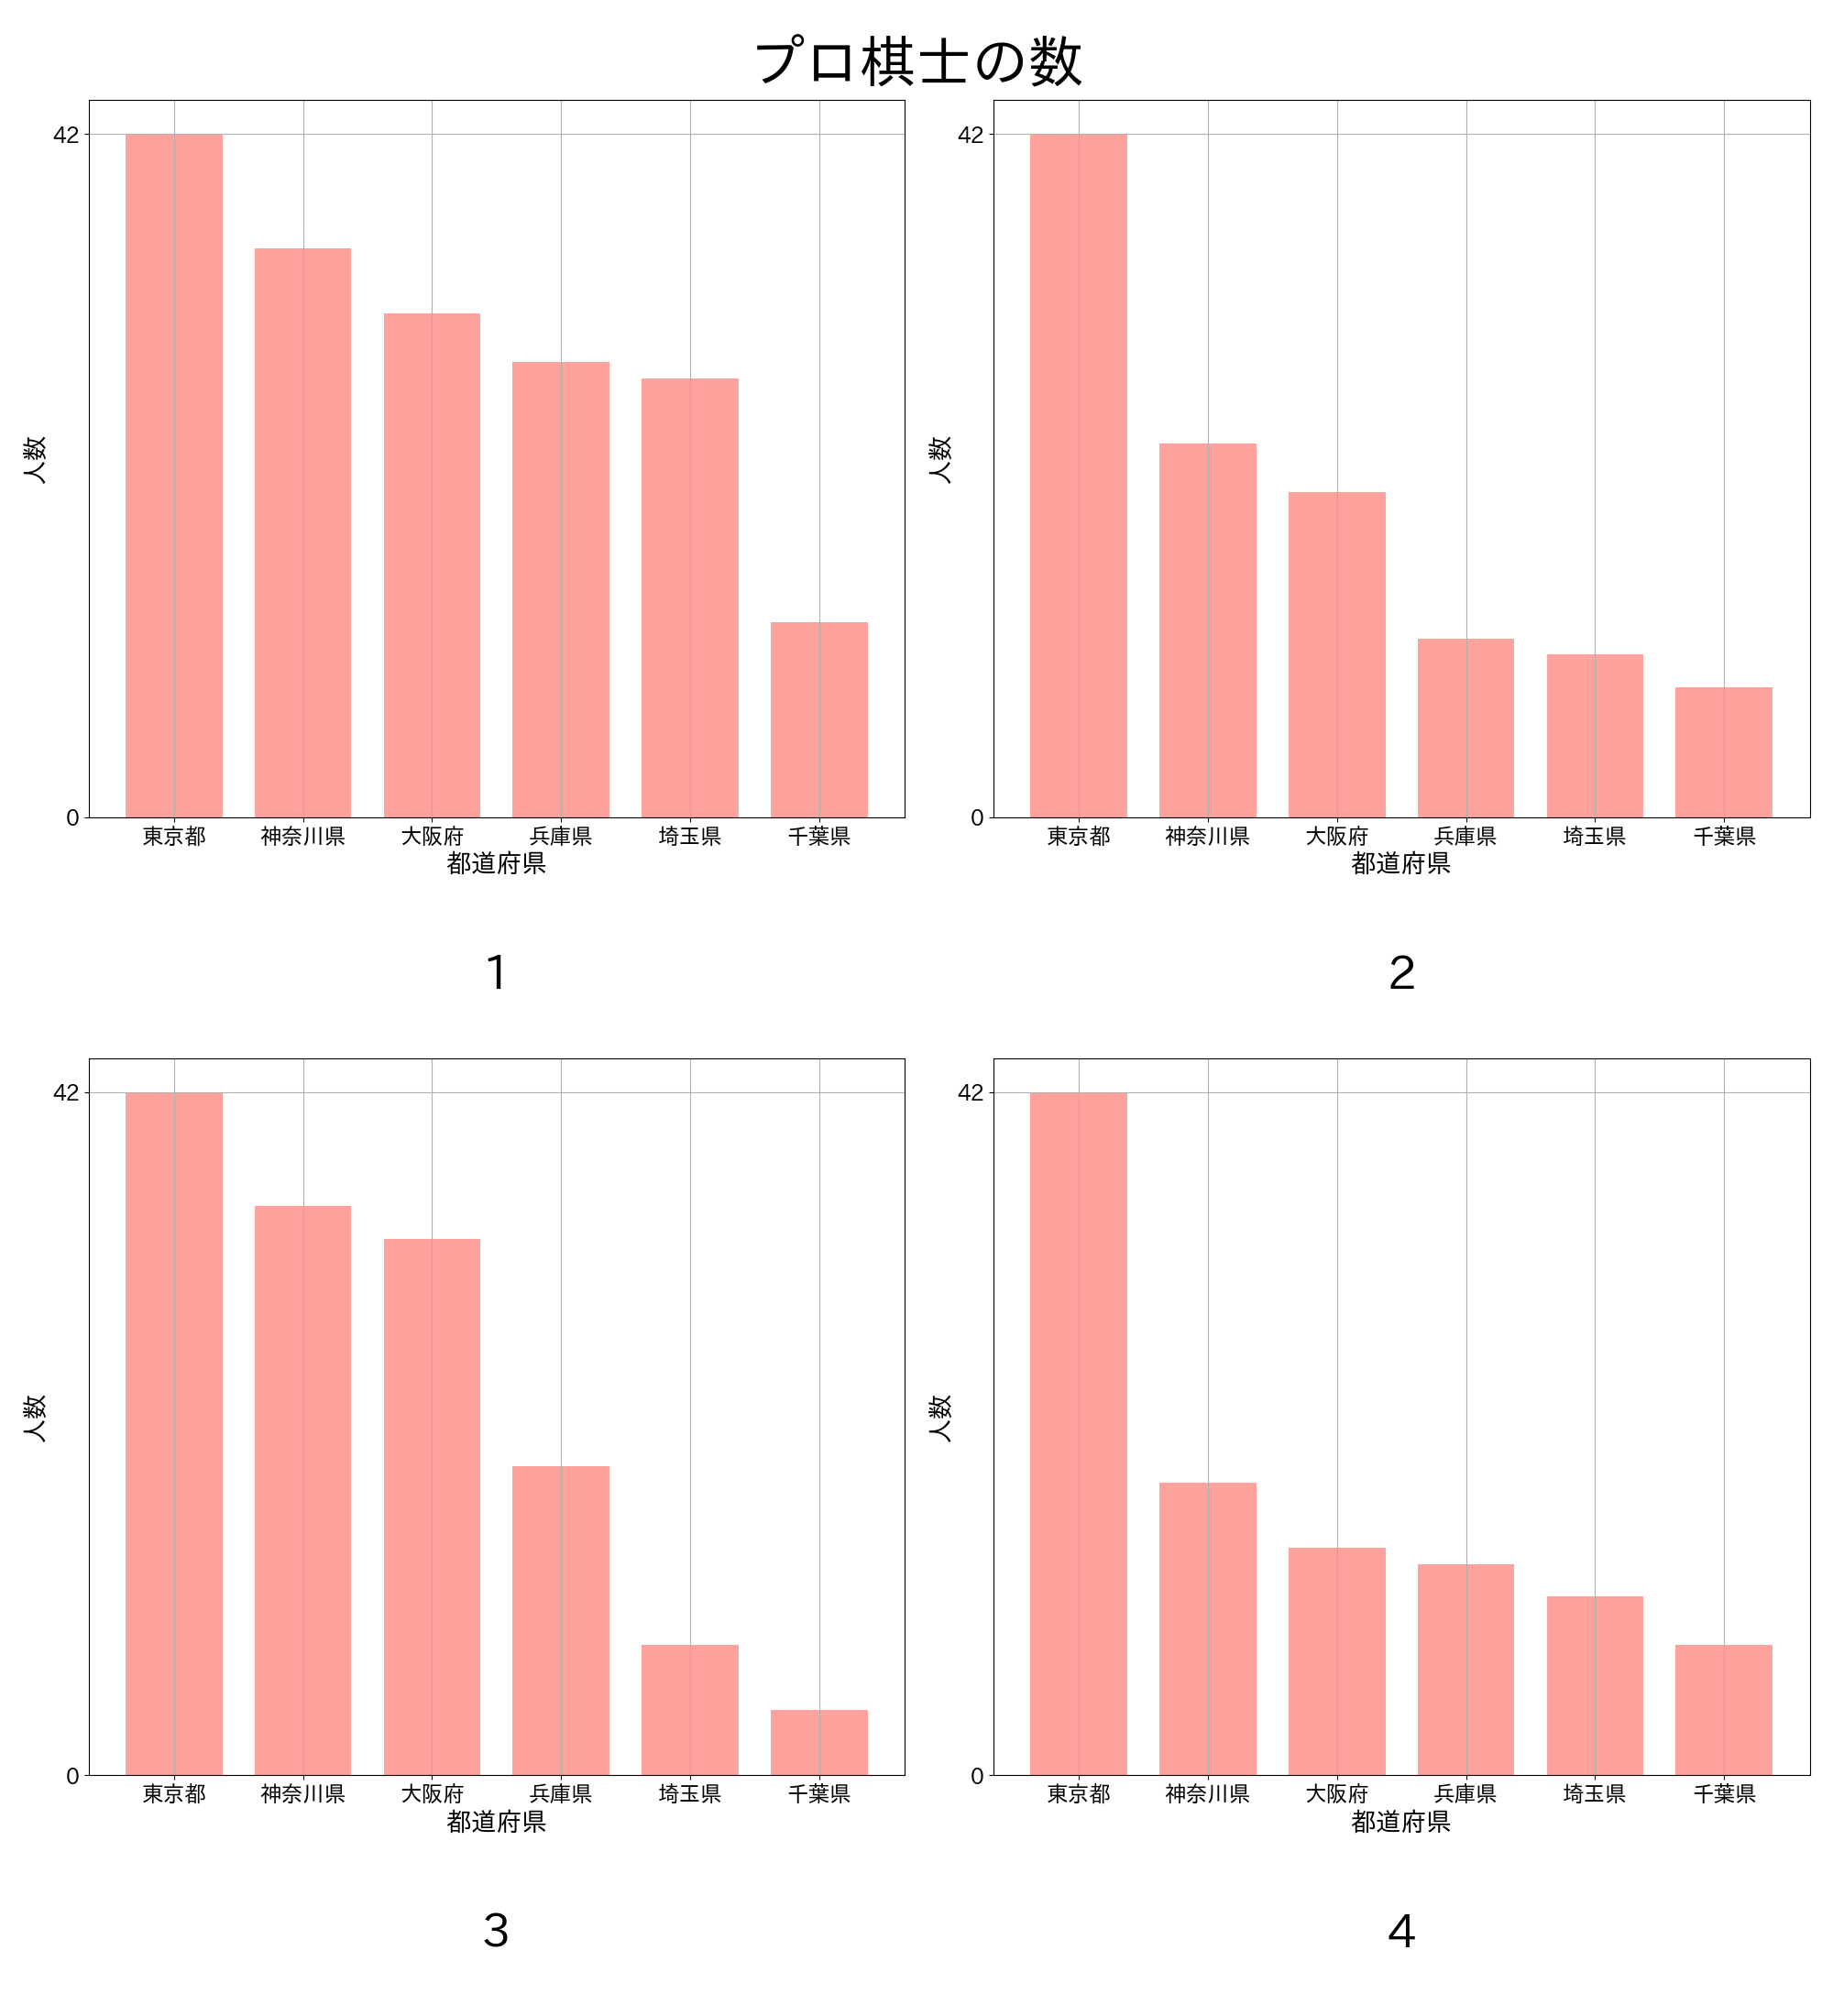 プロ棋士の数
42
0
人数
東京都 神奈川県 大阪府 兵庫県 埼玉県 千葉県
都道府県
1
42
0
人数
東京都 神奈川県 大阪府 兵庫県 埼玉県 千葉県
都道府県
2
42
0
人数
東京都 神奈川県 大阪府 兵庫県 埼玉県 千葉県
都道府県
3
42
0
人数
東京都 神奈川県 大阪府 兵庫県 埼玉県 千葉県
都道府県
4